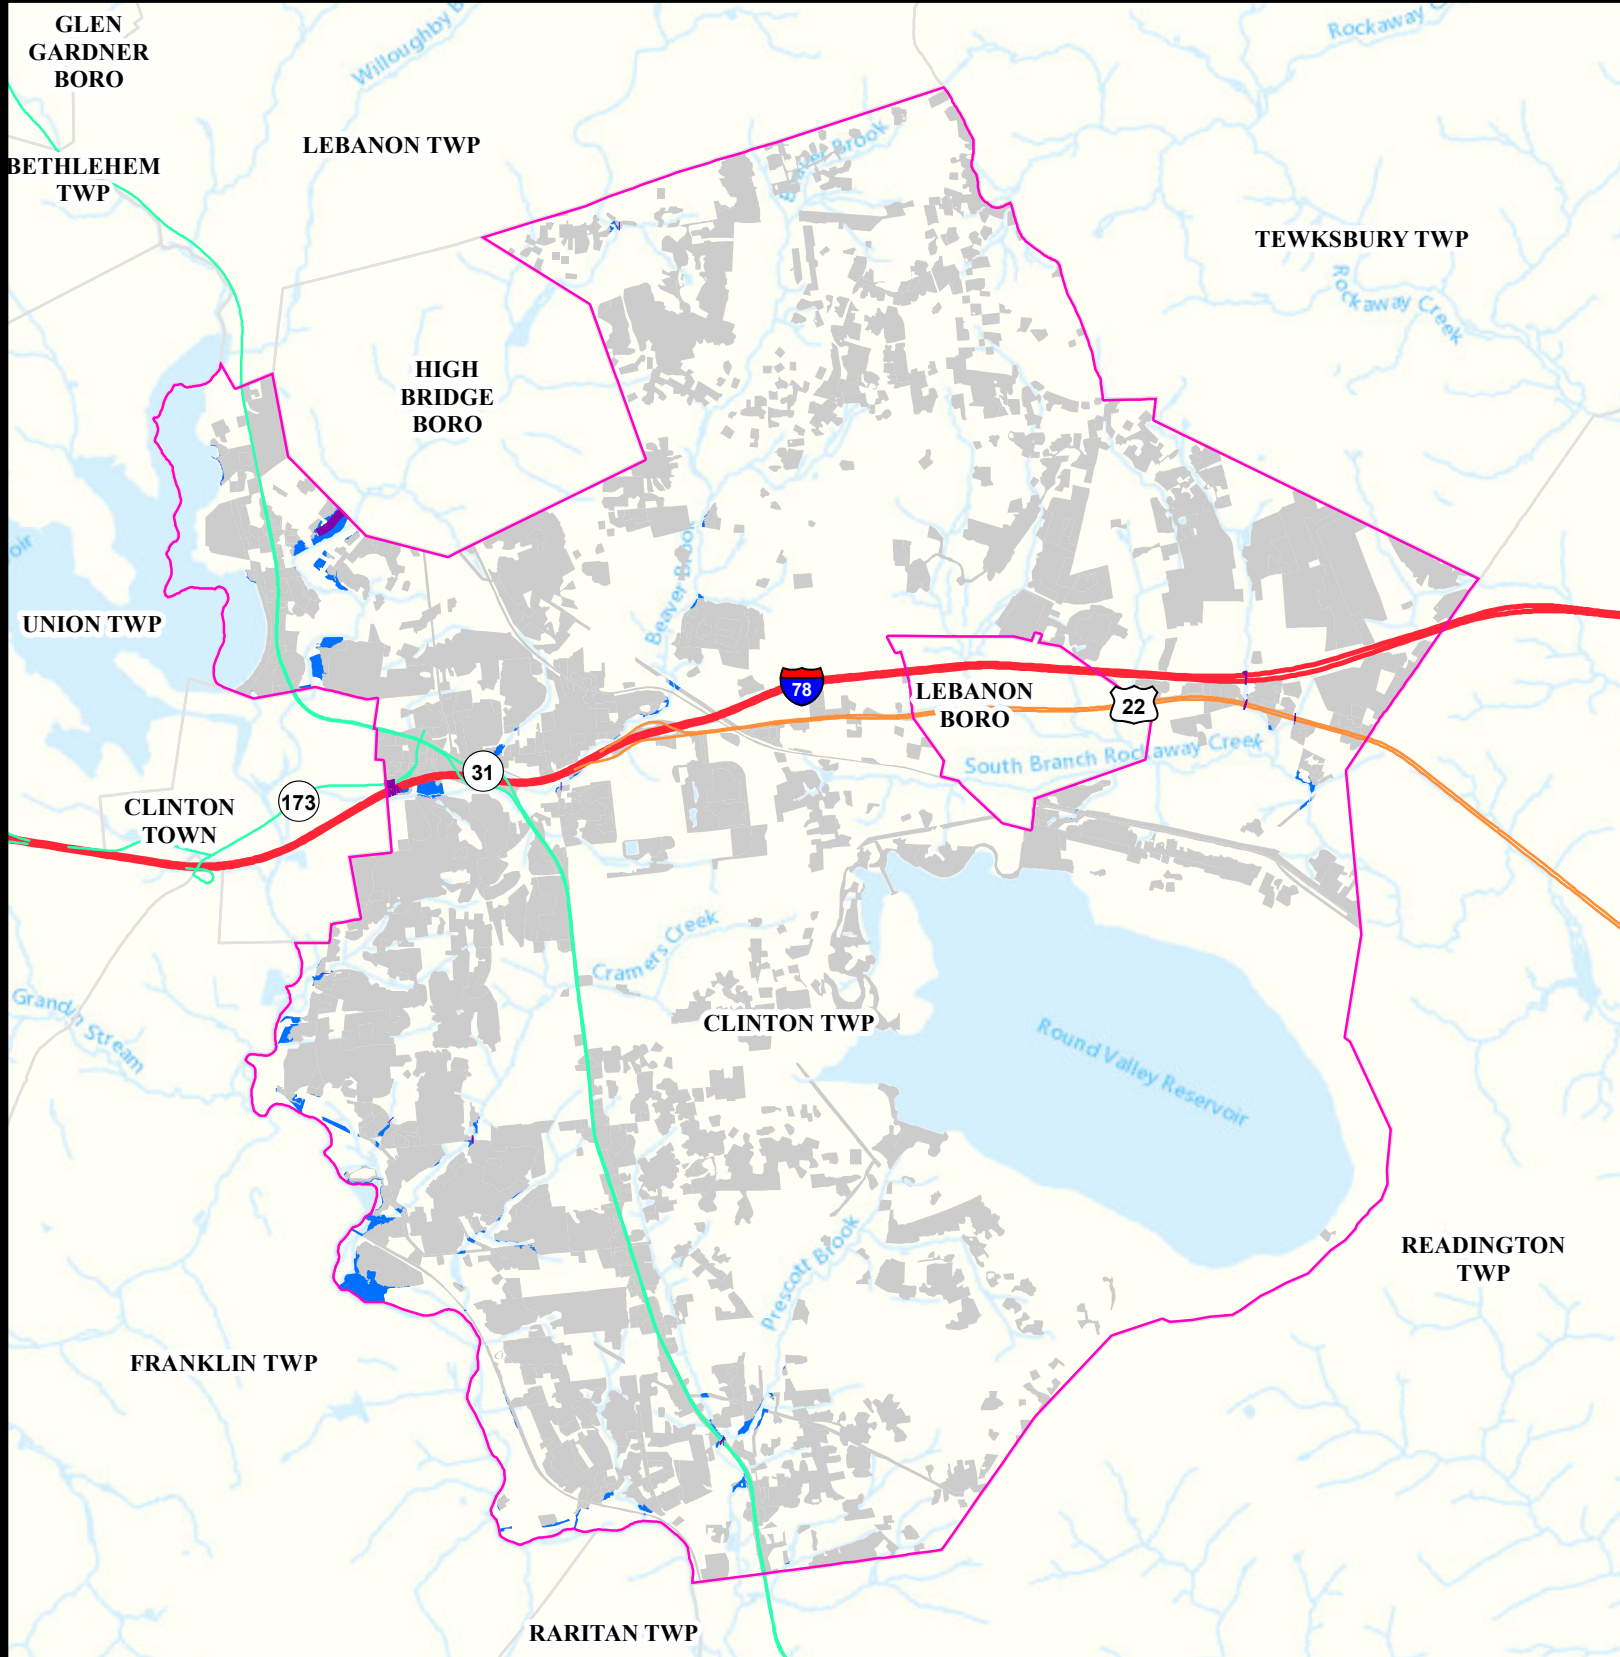 GLEN
GARDNER
BORO
Willoughby B
Rockaway C
LEBANON TWP
Beaver Brook
BETHLEHEM
TWP
TEWKSBURY TWP
Rockaway Creek
HIGH
BRIDGE
BORO
oir
Beaver Brook
UNION TWP
78
LEBANON
BORO
22
South Branch Rockaway Creek
31
173
CLINTON
TOWN
Cramers Creek
Grandin Stream
CLINTON TWP
Round Valley Reservoir
Prescott Brook
READINGTON
TWP
FRANKLIN TWP
RARITAN TWP